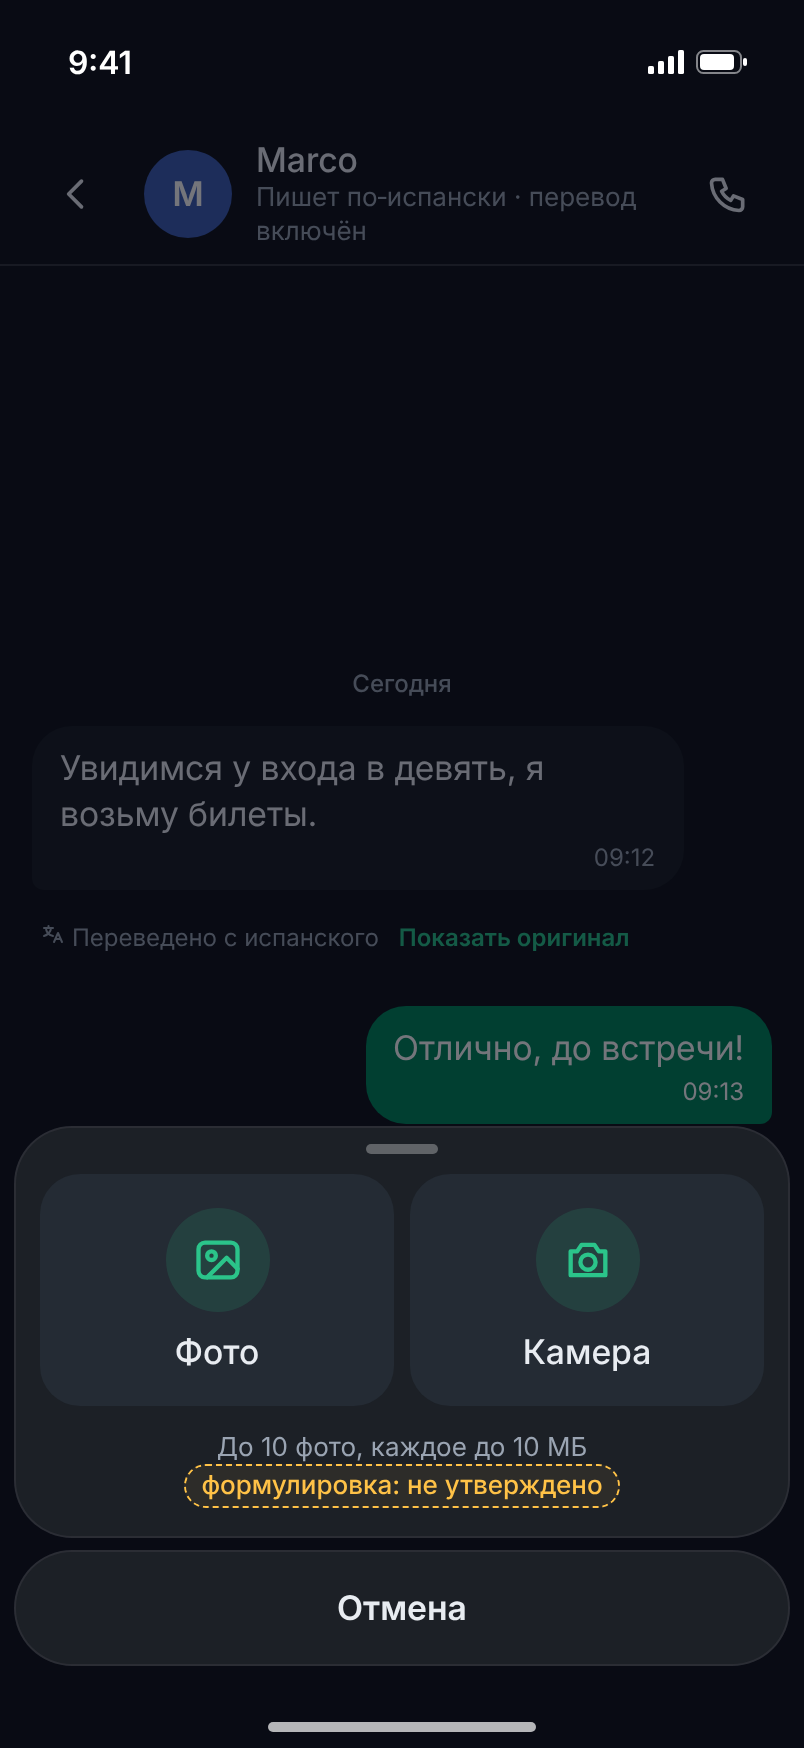 9:41
M
Marco
Пишет по-испански · перевод
включён
Сегодня
Увидимся у входа в девять, я
возьму билеты.
09:12
Переведено с испанского Показать оригинал
Отлично, до встречи!
09:13
Фото
Камера
До 10 фото, каждое до 10 МБ
формулировка: не утверждено
Отмена